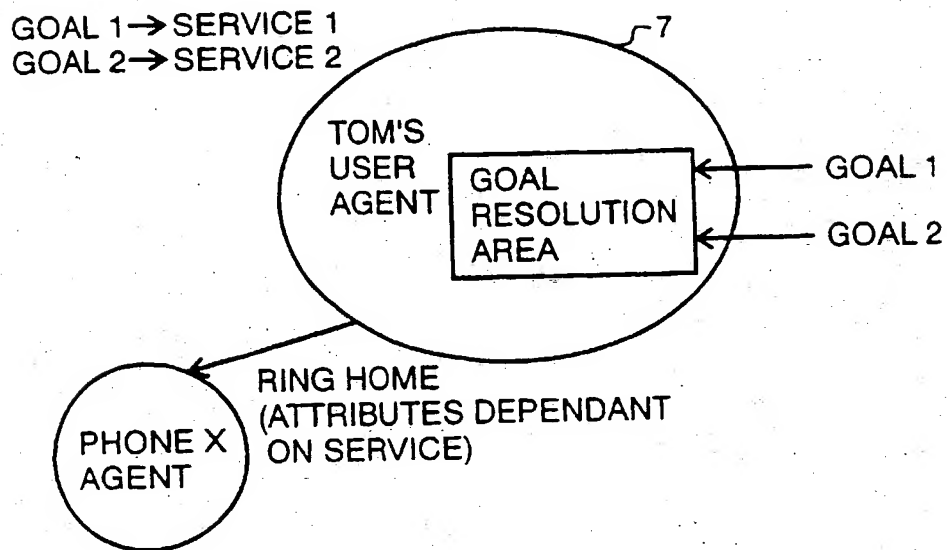 GOAL 1→SERVICE 1
GOAL 2→SERVICE 2
7
TOM'S
USER
AGENT
GOAL
RESOLUTION
AREA
GOAL 1
GOAL 2
RING HOME
(ATTRIBUTES DEPENDANT
ON SERVICE)
PHONE X
AGENT